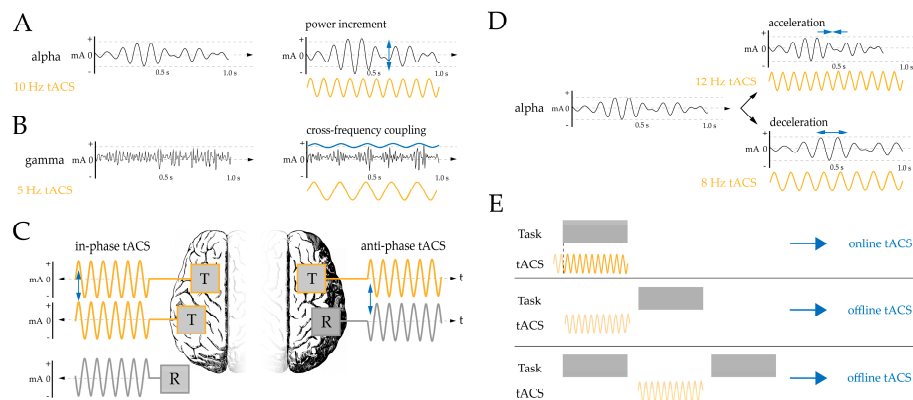 A
power increment
+
alpha
mA 0
-
0.5 s
1.0 s
10 Hz tACS
+
mA 0
-
0.5 s
1.0 s
B
cross-frequency coupling
+
gamma
mA 0
-
0.5 s
1.0 s
5 Hz tACS
+
mA 0
-
0.5 s
1.0 s
C
in-phase tACS
anti-phase tACS
+
mA 0
-
T
T
t
+
mA 0
-
T
R
t
+
mA 0
-
R
D
acceleration
+
mA 0
-
0.5 s
1.0 s
12 Hz tACS
alpha
+
mA 0
-
0.5 s
1.0 s
deceleration
+
mA 0
-
0.5 s
1.0 s
8 Hz tACS
E
Task
tACS
online tACS
Task
tACS
offline tACS
Task
tACS
offline tACS